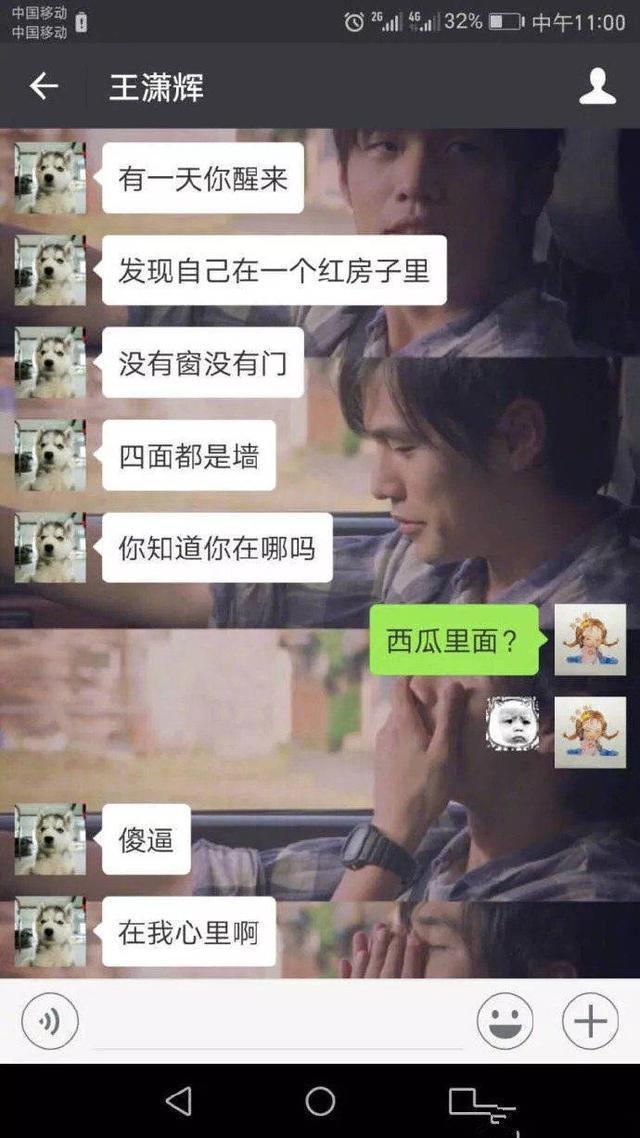 中国移动
中国移动
2G 4G 32% 中午11:00
王潇辉
有一天你醒来
发现自己在一个红房子里
没有窗没有门
四面都是墙
你知道你在哪吗
西瓜里面？
傻逼
在我心里啊